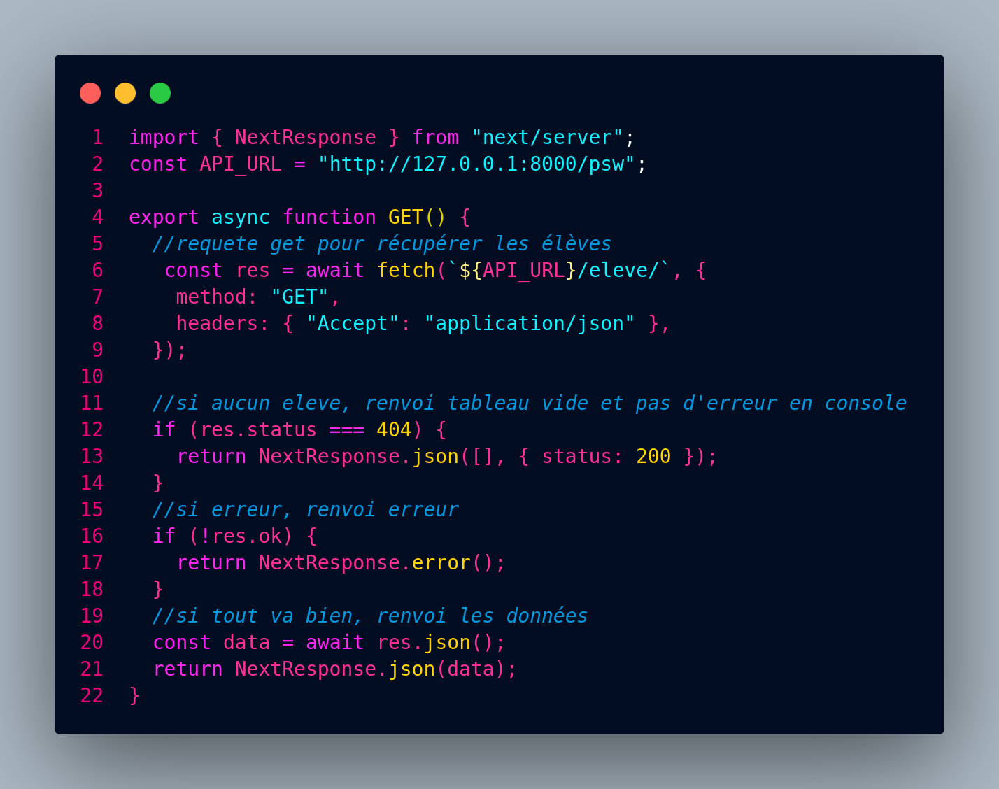 1 import { NextResponse } from "next/server";
2 const API_URL = "http://127.0.0.1:8000/psw";
3
4 export async function GET() {
5   //requete get pour récupérer les élèves
6    const res = await fetch(`${API_URL}/eleve/`, {
7     method: "GET",
8     headers: { "Accept": "application/json" },
9   });
10
11   //si aucun eleve, renvoi tableau vide et pas d'erreur en console
12   if (res.status === 404) {
13     return NextResponse.json([], { status: 200 });
14   }
15   //si erreur, renvoi erreur
16   if (!res.ok) {
17     return NextResponse.error();
18   }
19   //si tout va bien, renvoi les données
20   const data = await res.json();
21   return NextResponse.json(data);
22 }